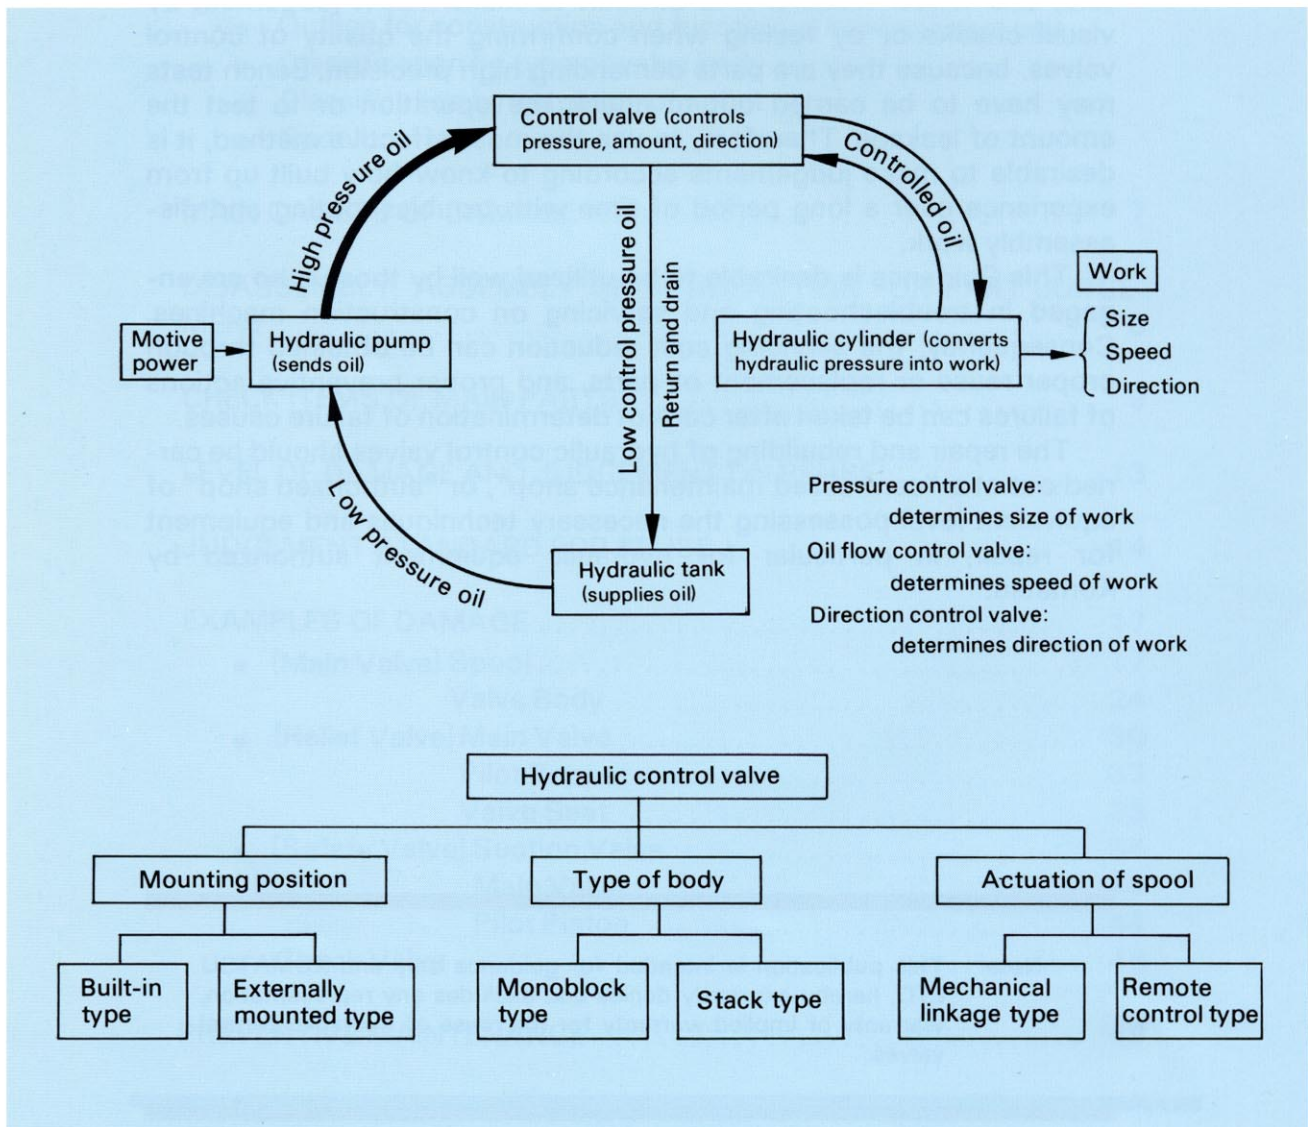 Control valve (controls
pressure, amount, direction)
High pressure oil
Controlled oil
Low control pressure oil
Return and drain
Work
Motive
power
Hydraulic pump
(sends oil)
Hydraulic cylinder (converts
hydraulic pressure into work)
Size
Speed
Direction
Low pressure oil
Hydraulic tank
(supplies oil)
Pressure control valve:
determines size of work
Oil flow control valve:
determines speed of work
Direction control valve:
determines direction of work
Hydraulic control valve
Mounting position
Type of body
Actuation of spool
Built-in
type
Externally
mounted type
Monoblock
type
Stack type
Mechanical
linkage type
Remote
control type